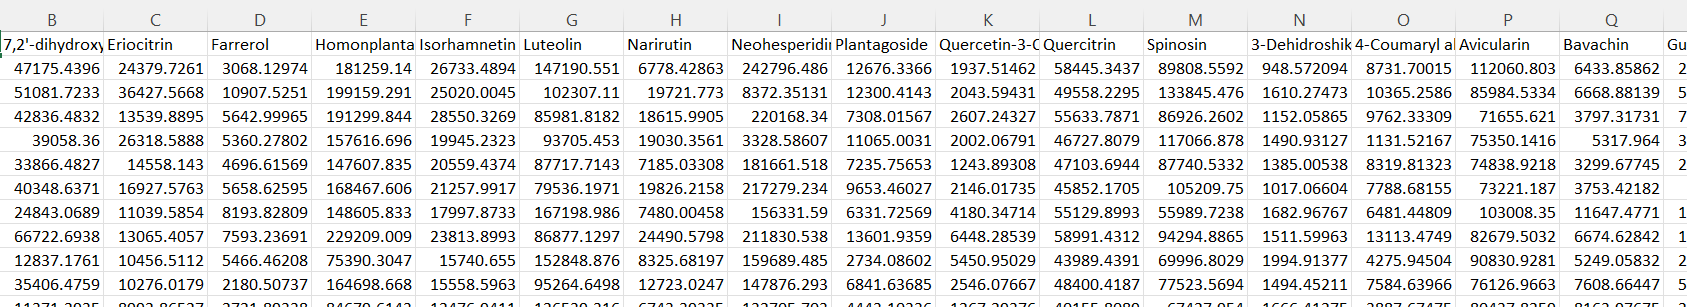 B C D E F G H I J K L M N O P Q
7,2'-dihydroxy Eriocitrin Farrerol Homonplanta Isorhamnetin Luteolin Narirutin Neohesperidin Plantagoside Quercetin-3-O Quercitrin Spinosin 3-Dehidroshik 4-Coumaryl al Avicularin Bavachin Gu
47175.4396 24379.7261 3068.12974 181259.14 26733.4894 147190.551 6778.42863 242796.486 12676.3366 1937.51462 58445.3437 89808.5592 948.572094 8731.70015 112060.803 6433.85862 2
51081.7233 36427.5668 10907.5251 199159.291 25020.0045 102307.11 19721.773 8372.35131 12300.4143 2043.59431 49558.2295 133845.476 1610.27473 10365.2586 85984.5334 6668.88139 5
42836.4832 13539.8895 5642.99965 191299.844 28550.3269 85981.8182 18615.9905 220168.34 7308.01567 2607.24327 55633.7871 86926.2602 1152.05865 9762.33309 71655.621 3797.31731 7
39058.36 26318.5888 5360.27802 157616.696 19945.2323 93705.453 19030.3561 3328.58607 11065.0031 2002.06791 46727.8079 117066.878 1490.93127 1131.52167 75350.1416 5317.964 3
33866.4827 14558.143 4696.61569 147607.835 20559.4374 87717.7143 7185.03308 181661.518 7235.75653 1243.89308 47103.6944 87740.5332 1385.00538 8319.81323 74838.9218 3299.67745 2
40348.6371 16927.5763 5658.62595 168467.606 21257.9917 79536.1971 19826.2158 217279.234 9653.46027 2146.01735 45852.1705 105209.75 1017.06604 7788.68155 73221.187 3753.42182
24843.0689 11039.5854 8193.82809 148605.833 17997.8733 167198.986 7480.00458 156331.59 6331.72569 4180.34714 55129.8993 55989.7238 1682.96767 6481.44809 103008.35 11647.4771 1
66722.6938 13065.4057 7593.23691 229209.009 23813.8993 86877.1297 24490.5798 211830.538 13601.9359 6448.28539 58991.4312 94294.8865 1511.59963 13113.4749 82679.5032 6674.62842 1
12837.1761 10456.5112 5466.46208 75390.3047 15740.655 152848.876 8325.68197 159689.485 2734.08602 5450.95029 43989.4391 69996.8029 1994.91377 4275.94504 90830.9281 5249.05832 2
35406.4759 10276.0179 2180.50737 164698.668 15558.5963 95264.6498 12723.0247 147876.293 6841.63685 2546.07667 48400.4187 77523.5694 1494.45211 7584.63966 76126.9663 7608.66447 5